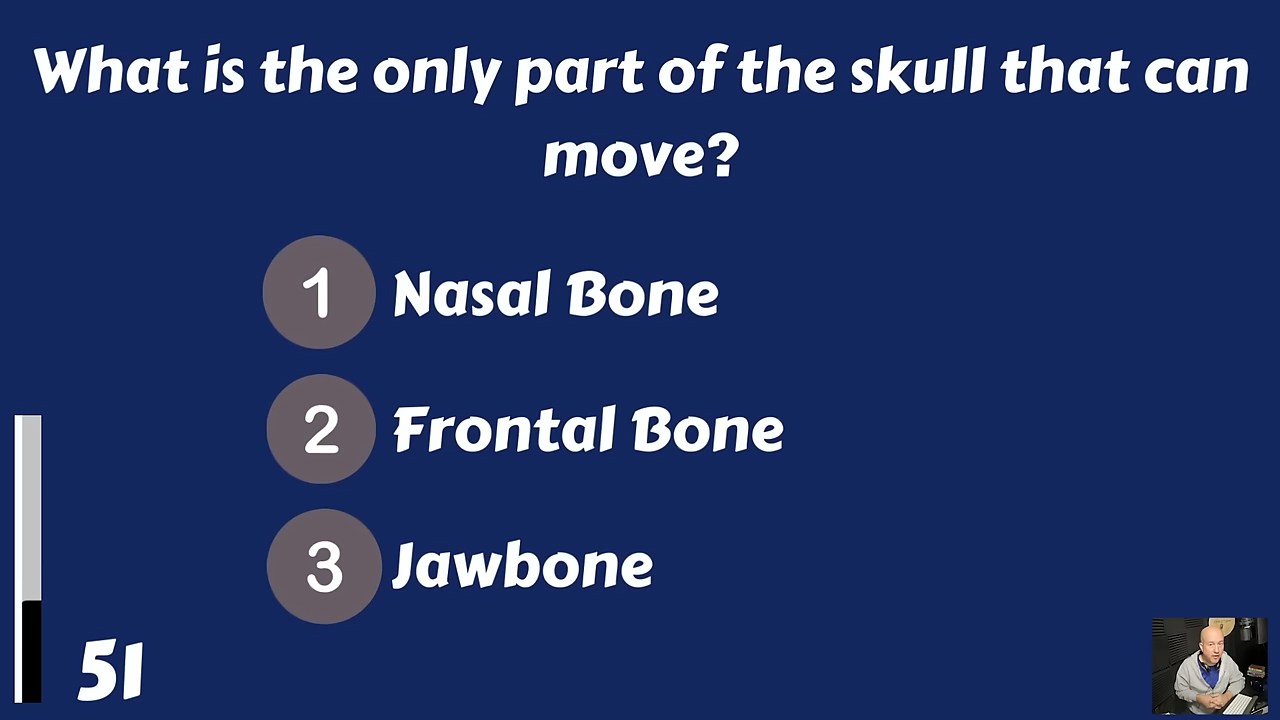 What is the only part of the skull that can
move?
1 Nasal Bone
2 Frontal Bone
3 Jawbone
51